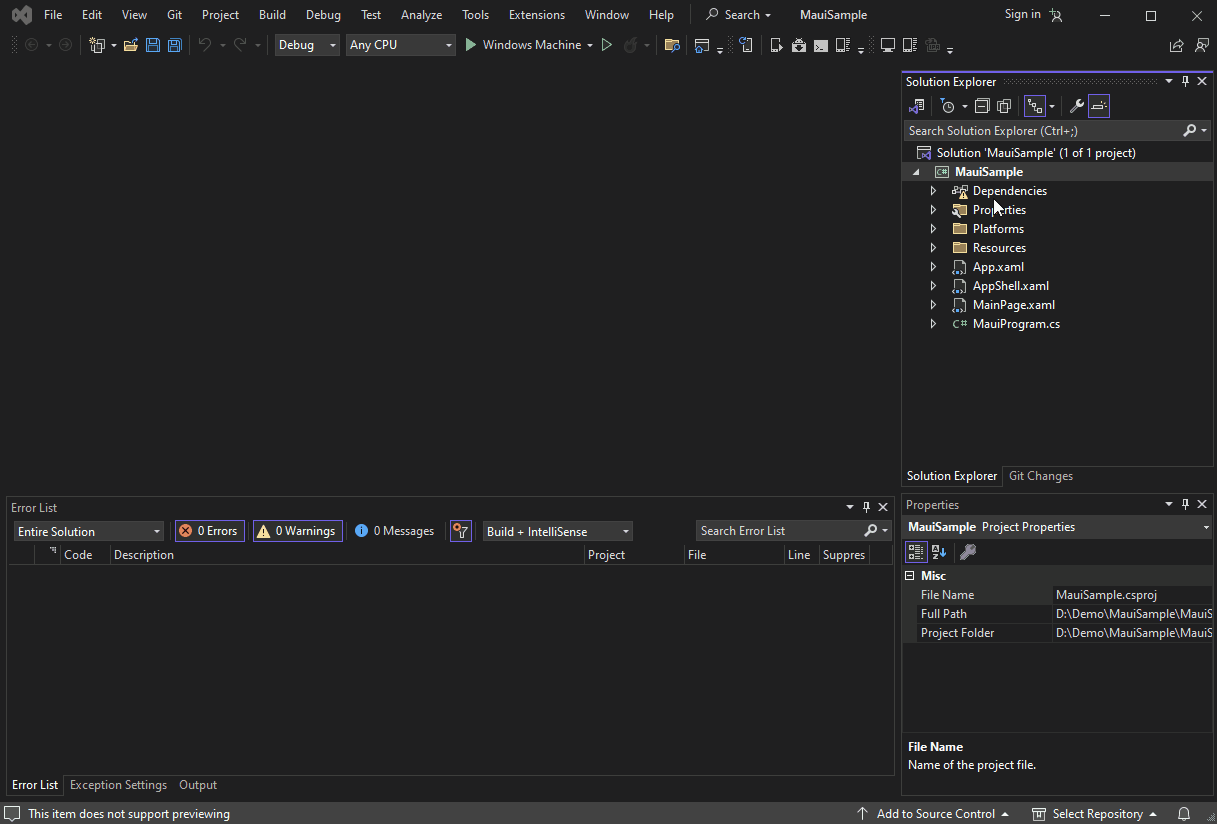 File Edit View Git Project Build Debug Test Analyze Tools Extensions Window Help Search MauiSample Sign in
Debug Any CPU Windows Machine
Solution Explorer
Search Solution Explorer (Ctrl+;)
Solution 'MauiSample' (1 of 1 project)
C# MauiSample
Dependencies
Properties
Platforms
Resources
App.xaml
AppShell.xaml
MainPage.xaml
C# MauiProgram.cs
Solution Explorer Git Changes
Error List
Entire Solution 0 Errors 0 Warnings 0 Messages Build + IntelliSense Search Error List
Code Description Project File Line Suppres
Error List Exception Settings Output
Properties
MauiSample Project Properties
Misc
File Name MauiSample.csproj
Full Path D:\Demo\MauiSample\MauiS
Project Folder D:\Demo\MauiSample\MauiS
File Name
Name of the project file.
This item does not support previewing Add to Source Control Select Repository